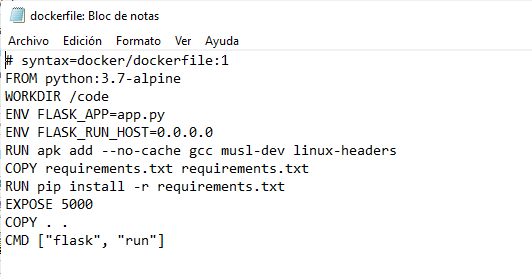 dockerfile: Bloc de notas
Archivo Edición Formato Ver Ayuda
# syntax=docker/dockerfile:1
FROM python:3.7-alpine
WORKDIR /code
ENV FLASK_APP=app.py
ENV FLASK_RUN_HOST=0.0.0.0
RUN apk add --no-cache gcc musl-dev linux-headers
COPY requirements.txt requirements.txt
RUN pip install -r requirements.txt
EXPOSE 5000
COPY . .
CMD ["flask", "run"]